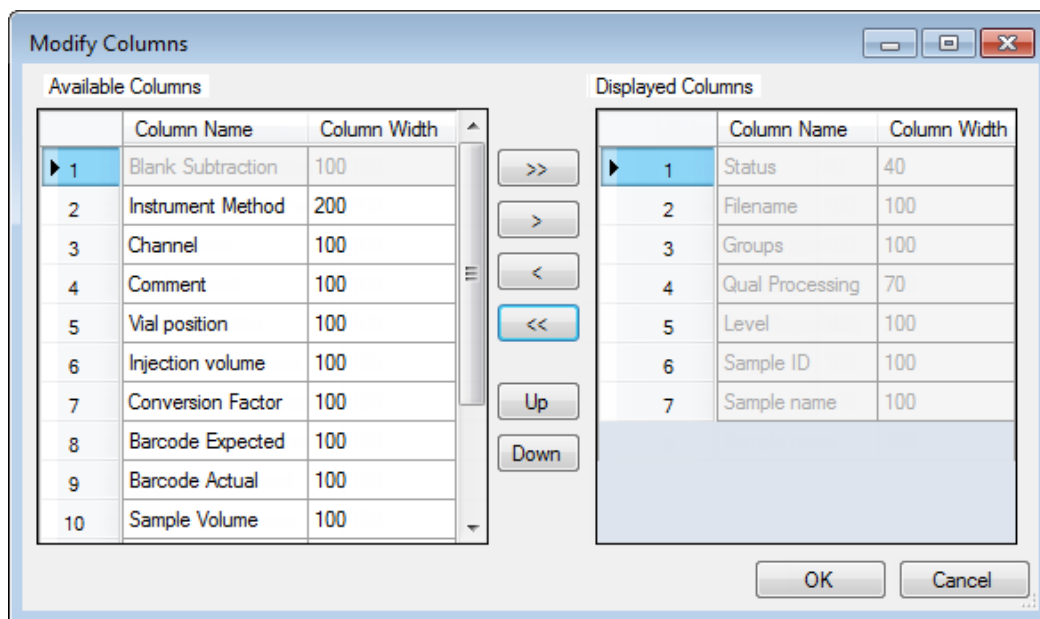 Modify Columns
Available Columns
Displayed Columns
Column Name Column Width
1 Blank Subtraction 100
2 Instrument Method 200
3 Channel 100
4 Comment 100
5 Vial position 100
6 Injection volume 100
7 Conversion Factor 100
8 Barcode Expected 100
9 Barcode Actual 100
10 Sample Volume 100
>>
>
<
<<
Up
Down
Column Name Column Width
1 Status 40
2 Filename 100
3 Groups 100
4 Qual Processing 70
5 Level 100
6 Sample ID 100
7 Sample name 100
OK
Cancel